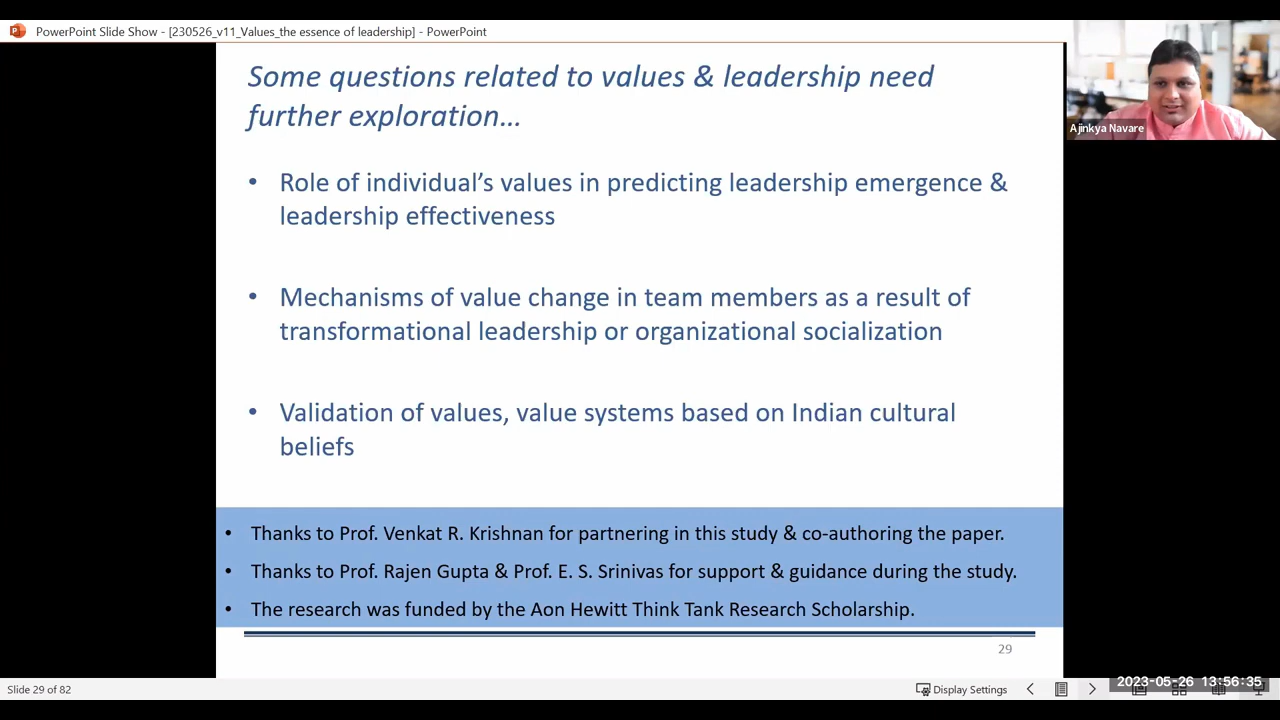 PowerPoint Slide Show - [230526_v11_Values_the essence of leadership] - PowerPoint
Some questions related to values & leadership need
further exploration…
Ajinkya Navare
• Role of individual’s values in predicting leadership emergence &
leadership effectiveness
• Mechanisms of value change in team members as a result of
transformational leadership or organizational socialization
• Validation of values, value systems based on Indian cultural
beliefs
• Thanks to Prof. Venkat R. Krishnan for partnering in this study & co-authoring the paper.
• Thanks to Prof. Rajen Gupta & Prof. E. S. Srinivas for support & guidance during the study.
• The research was funded by the Aon Hewitt Think Tank Research Scholarship.
29
Slide 29 of 82
Display Settings
2023-05-26 13:56:35